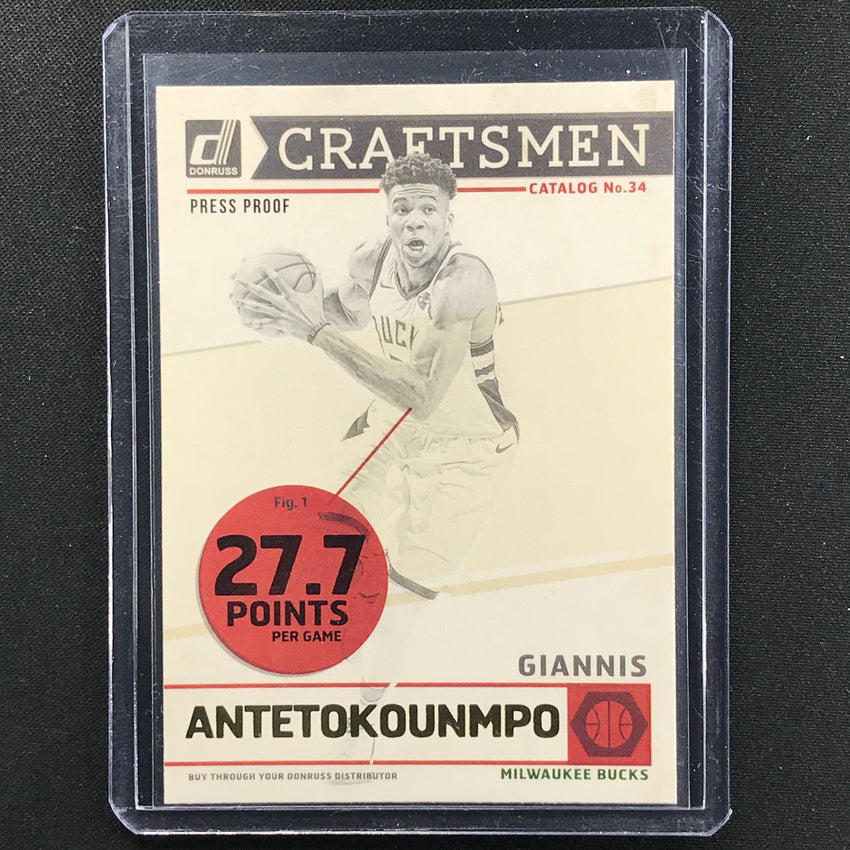 DONRUSS
CRAFTSMEN
CATALOG No.34
PRESS PROOF
BUCK
Fig. 1
27.7
POINTS
PER GAME
GIANNIS
ANTETOKOUNMPO
BUY THROUGH YOUR DONRUSS DISTRIBUTOR
MILWAUKEE BUCKS